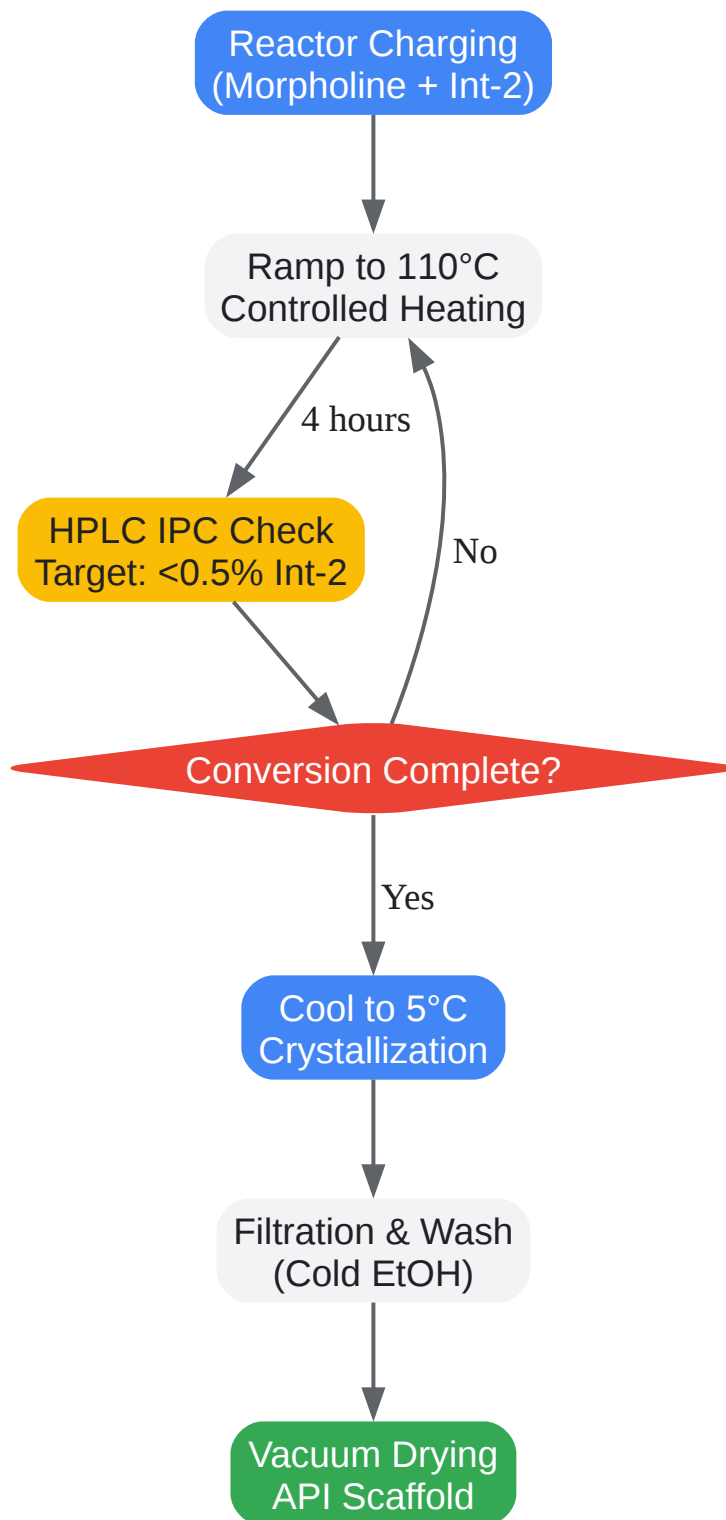 Reactor Charging
(Morpholine + Int-2)
Ramp to 110°C
Controlled Heating
4 hours
HPLC IPC Check
Target: <0.5% Int-2
No
Conversion Complete?
Yes
Cool to 5°C
Crystallization
Filtration & Wash
(Cold EtOH)
Vacuum Drying
API Scaffold